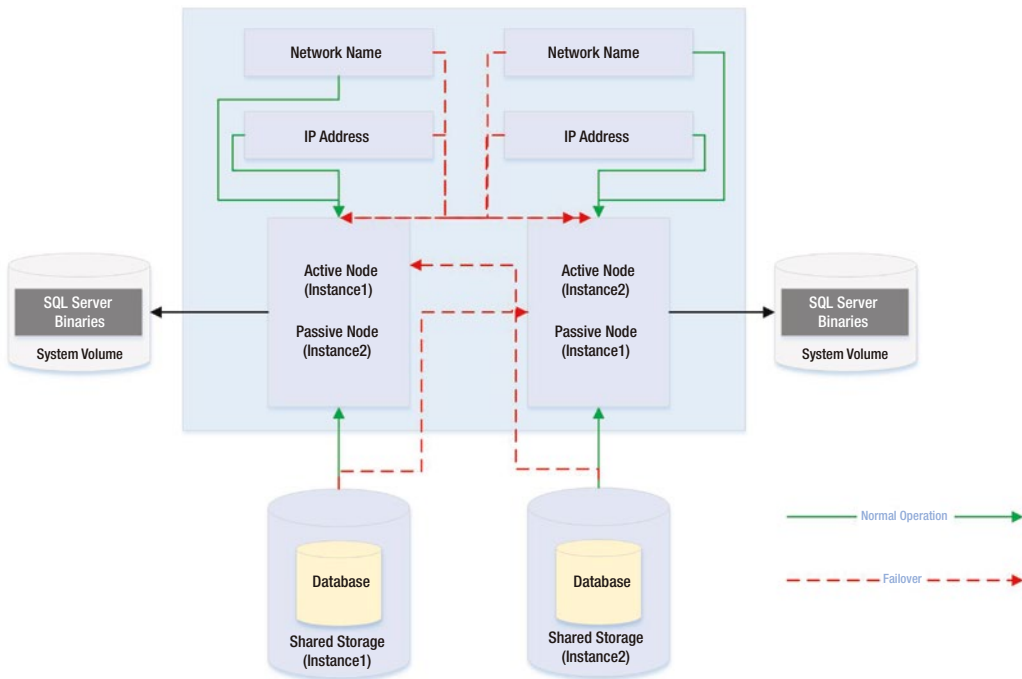 Network Name
Network Name
IP Address
IP Address
Active Node
(Instance1)
Passive Node
(Instance2)
Active Node
(Instance2)
Passive Node
(Instance1)
SQL Server
Binaries
System Volume
SQL Server
Binaries
System Volume
Database
Shared Storage
(Instance1)
Database
Shared Storage
(Instance2)
Normal Operation
Failover